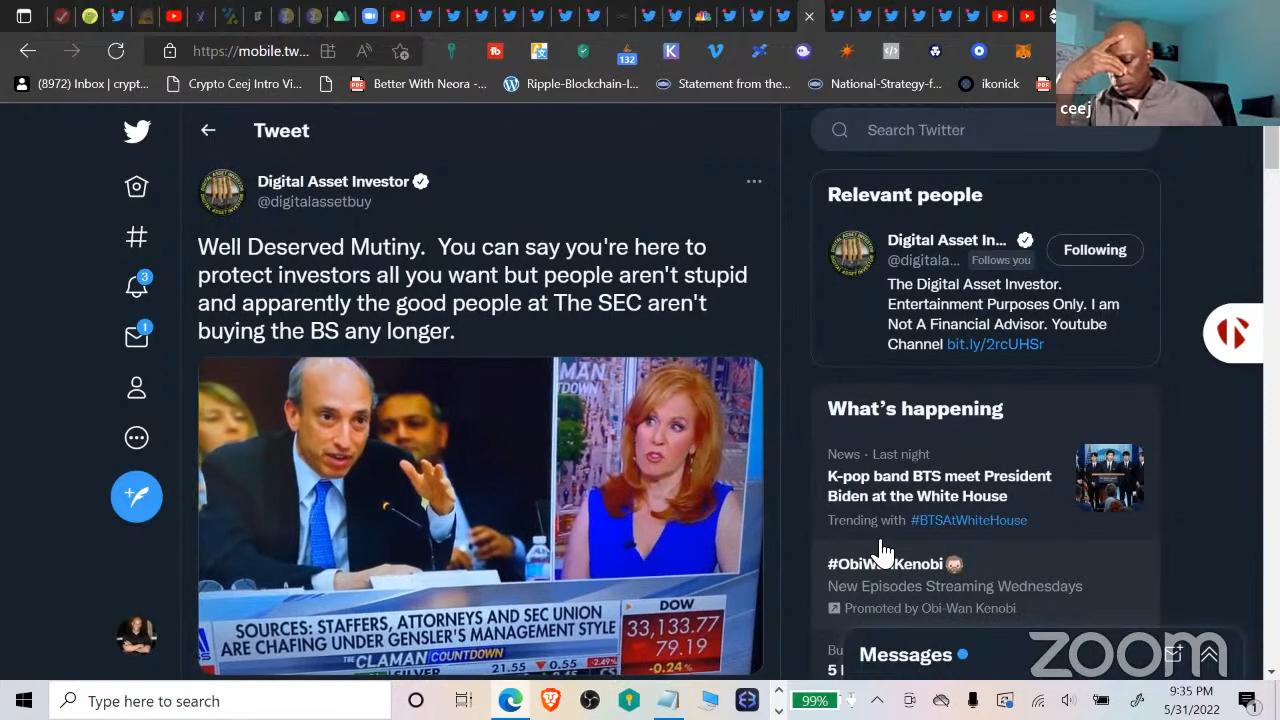 https://mobile.tw...
132
(8972) Inbox | crypt...
Crypto Ceej Intro Vi...
Better With Neora -...
Ripple-Blockchain-I...
Statement from the...
National-Strategy-f...
ikonick
ceej
Tweet
Search Twitter
Digital Asset Investor
@digitalassetbuy
Well Deserved Mutiny. You can say you're here to
protect investors all you want but people aren't stupid
and apparently the good people at The SEC aren't
buying the BS any longer.
3
1
MAN
TDOWN
SOURCES: STAFFERS, ATTORNEYS AND SEC UNION
ARE CHAFING UNDER GENSLER'S MANAGEMENT STYLE
THE CLAMAN COUNTDOWN
SILVER 21.55 ▼0.55 -2.49%
DOW
33,133.77
79.19
-0.24%
Relevant people
Digital Asset In...
@digitala... Follows you
Following
The Digital Asset Investor.
Entertainment Purposes Only. I am
Not A Financial Advisor. Youtube
Channel bit.ly/2rcUHSr
What's happening
News · Last night
K-pop band BTS meet President
Biden at the White House
Trending with #BTSAtWhiteHouse
New Episodes Streaming Wednesdays
Promoted by Obi-Wan Kenobi
Messages
zoom
Type here to search
99%
9:35 PM
5/31/2022
1